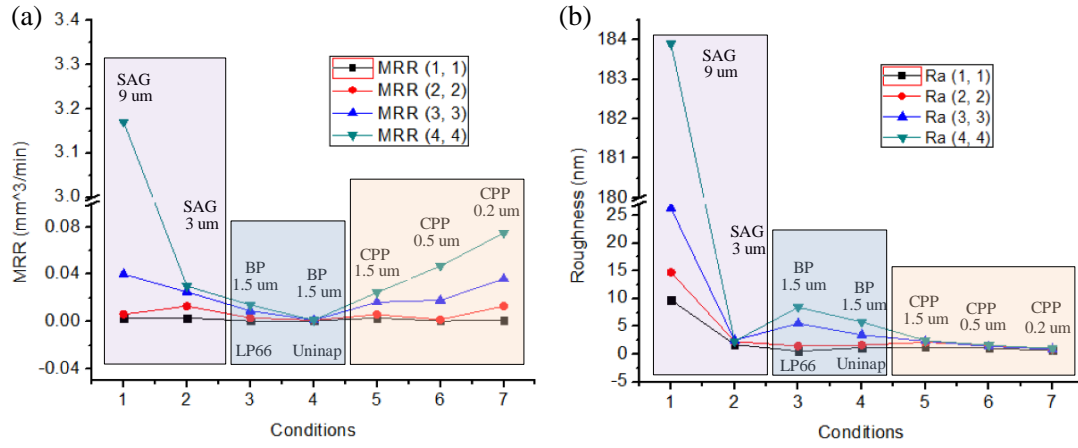 (a)
3.4
3.3
3.2
3.1
3.0
0.08
0.04
0.00
-0.04
MRR (mm^3/min)
SAG
9 um
SAG
3 um
BP
1.5 um
LP66
BP
1.5 um
Uninap
CPP
1.5 um
CPP
0.5 um
CPP
0.2 um
MRR (1, 1)
MRR (2, 2)
MRR (3, 3)
MRR (4, 4)
1 2 3 4 5 6 7
Conditions
(b)
184
183
182
181
180
25
20
15
10
5
0
-5
Roughness (nm)
SAG
9 um
SAG
3 um
BP
1.5 um
LP66
BP
1.5 um
Uninap
CPP
1.5 um
CPP
0.5 um
CPP
0.2 um
Ra (1, 1)
Ra (2, 2)
Ra (3, 3)
Ra (4, 4)
1 2 3 4 5 6 7
Conditions